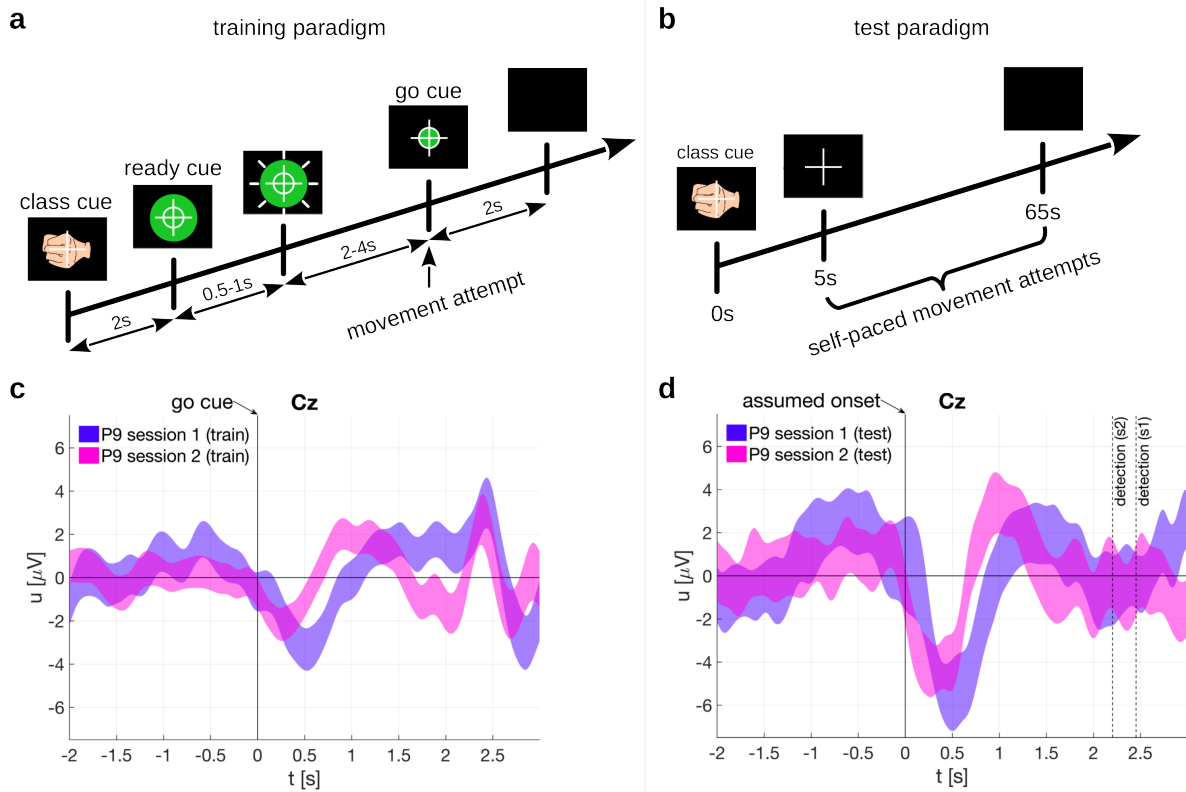 a
training paradigm
class cue
ready cue
go cue
2s
0.5-1s
2-4s
2s
movement attempt
b
test paradigm
class cue
0s
5s
65s
self-paced movement attempts
c
go cue
Cz
P9 session 1 (train)
P9 session 2 (train)
u [µV]
6
4
2
0
-2
-4
-6
-2 -1.5 -1 -0.5 0 0.5 1 1.5 2 2.5
t [s]
d
assumed onset
Cz
P9 session 1 (test)
P9 session 2 (test)
detection (s2)
detection (s1)
u [µV]
6
4
2
0
-2
-4
-6
-2 -1.5 -1 -0.5 0 0.5 1 1.5 2 2.5
t [s]